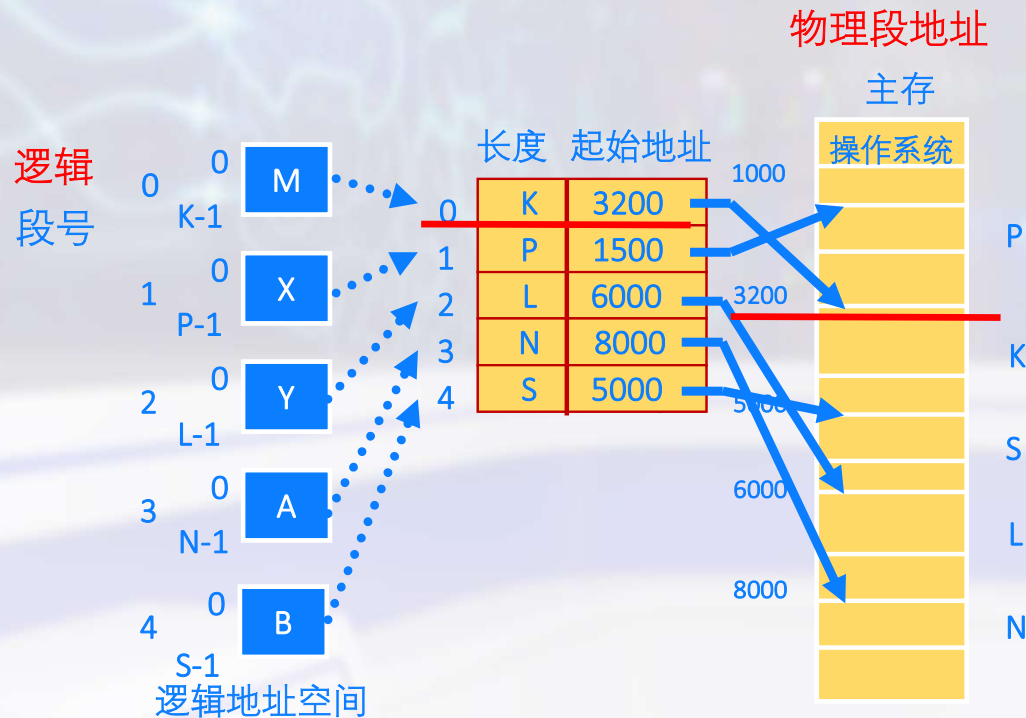 物理段地址
主存
操作系统
逻辑
段号
0 0 M
K-1
1 0 X
P-1
2 0 Y
L-1
3 0 A
N-1
4 0 B
S-1
逻辑地址空间
长度 起始地址
0 K 3200
1 P 1500
2 L 6000
3 N 8000
4 S 5000
1000
P
3200
K
5000
S
6000
L
8000
N